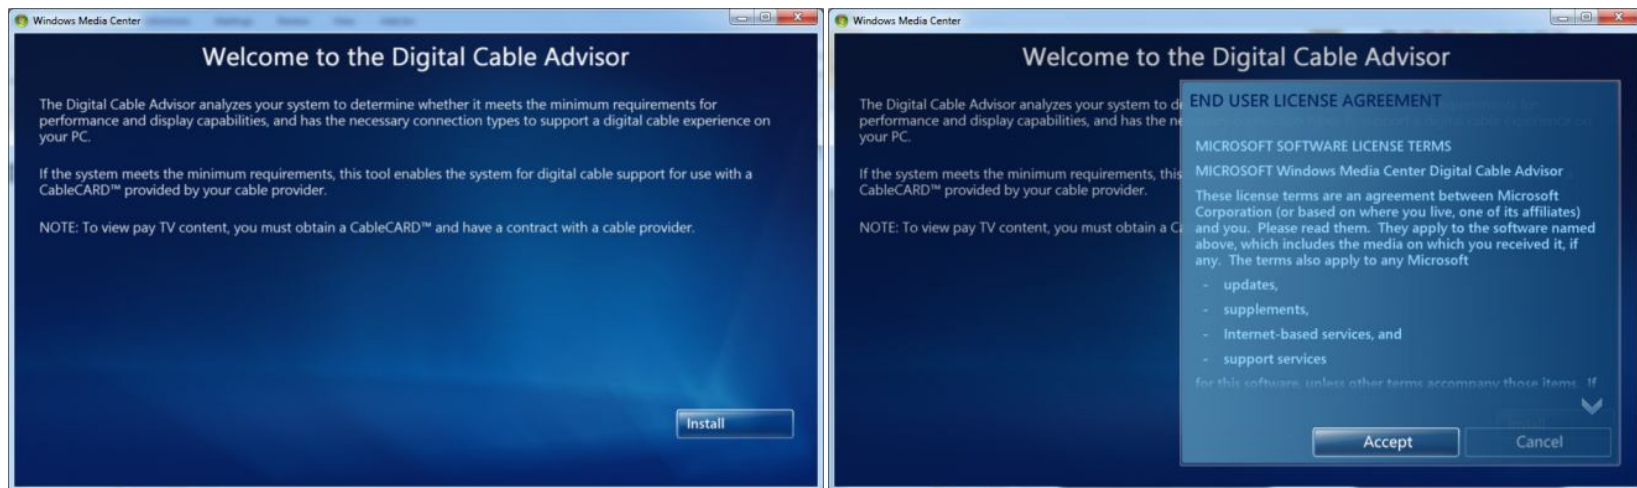 Windows Media Center
Welcome to the Digital Cable Advisor
The Digital Cable Advisor analyzes your system to determine whether it meets the minimum requirements for
performance and display capabilities, and has the necessary connection types to support a digital cable experience on
your PC.
If the system meets the minimum requirements, this tool enables the system for digital cable support for use with a
CableCARD™ provided by your cable provider.
NOTE: To view pay TV content, you must obtain a CableCARD™ and have a contract with a cable provider.
Install
Windows Media Center
Welcome to the Digital Cable Advisor
The Digital Cable Advisor analyzes your system to
performance and display capabilities, and has the
your PC.
If the system meets the minimum requirements, this
CableCARD™ provided by your cable provider.
NOTE: To view pay TV content, you must obtain a
END USER LICENSE AGREEMENT
MICROSOFT SOFTWARE LICENSE TERMS
MICROSOFT Windows Media Center Digital Cable Advisor
These license terms are an agreement between Microsoft
Corporation (or based on where you live, one of its affiliates)
and you. Please read them. They apply to the software named
above, which includes the media on which you received it, if
any. The terms also apply to any Microsoft
- updates,
- supplements,
- Internet-based services, and
- support services
for this software, unless other terms accompany those items. If
Accept
Cancel